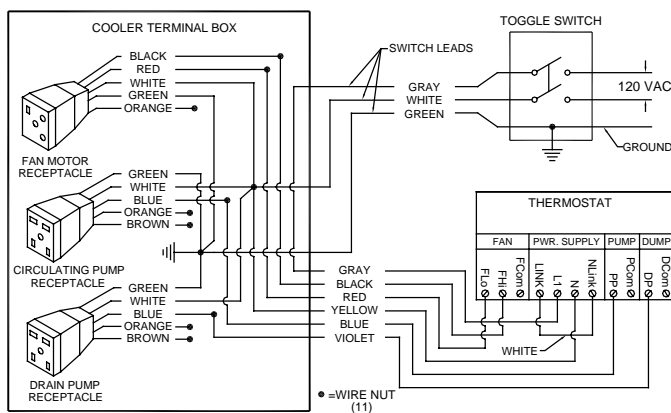 COOLER TERMINAL BOX
BLACK
RED
WHITE
GREEN
ORANGE
FAN MOTOR
RECEPTACLE
GREEN
WHITE
BLUE
ORANGE
BROWN
CIRCULATING PUMP
RECEPTACLE
GREEN
WHITE
BLUE
ORANGE
BROWN
DRAIN PUMP
RECEPTACLE
SWITCH LEADS
GRAY
WHITE
GREEN
TOGGLE SWITCH
120 VAC
GROUND
GRAY
BLACK
RED
YELLOW
BLUE
VIOLET
=WIRE NUT
(11)
THERMOSTAT
FAN
PWR. SUPPLY
PUMP
DUMP
FLo
FHi
FCom
LINK
L1
N
NLink
PP
PCom
DP
DCom
WHITE